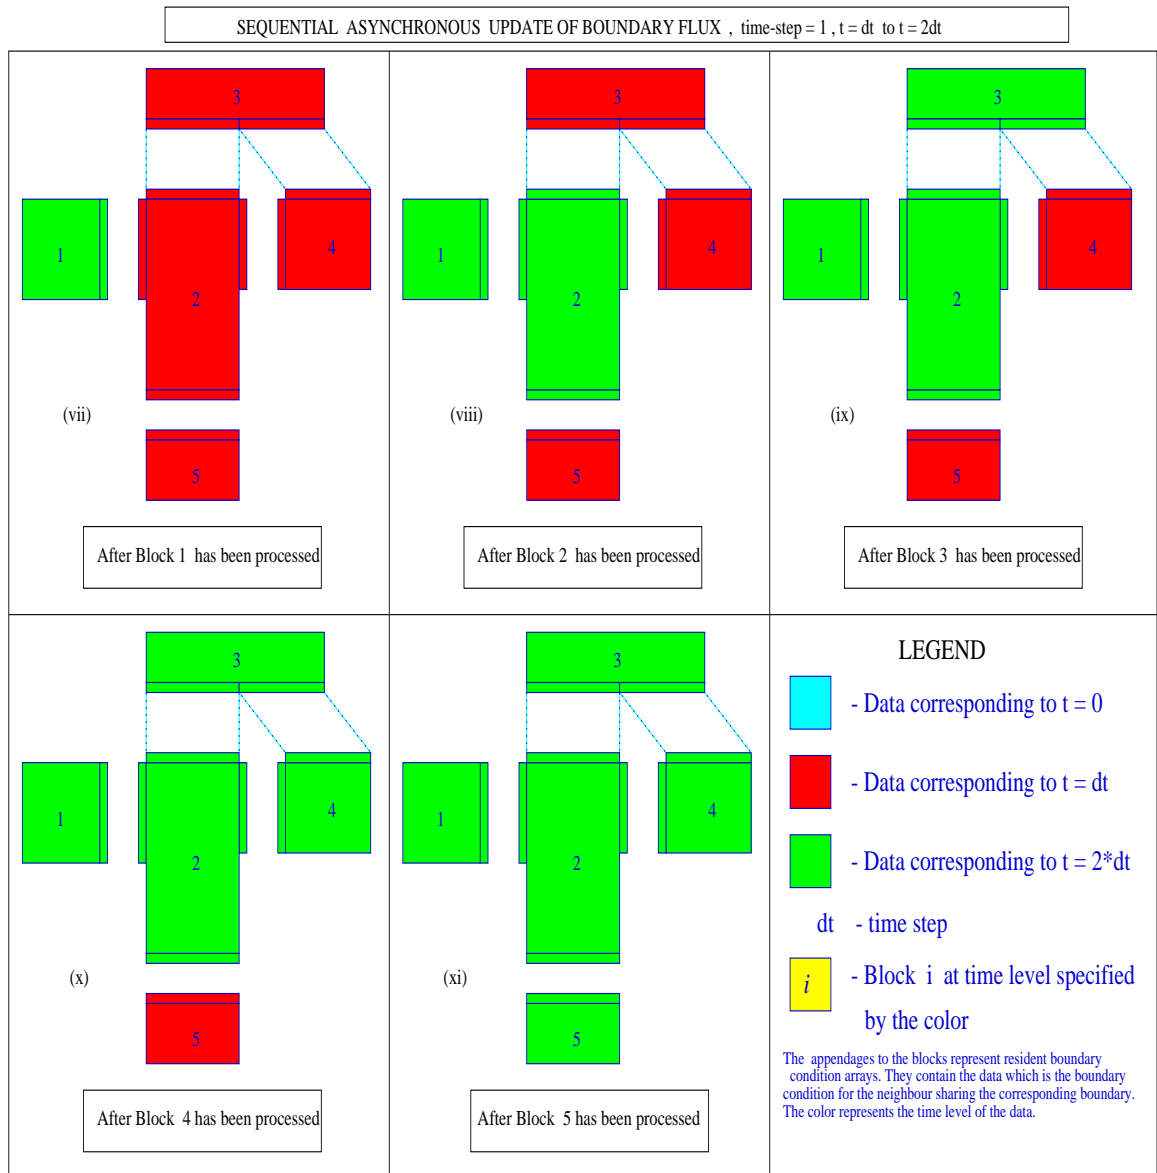 SEQUENTIAL ASYNCHRONOUS UPDATE OF BOUNDARY FLUX , time-step = 1 , t = dt to t = 2dt
3
1
4
2
(vii)
5
After Block 1 has been processed
3
1
4
2
(viii)
5
After Block 2 has been processed
3
1
4
2
(ix)
5
After Block 3 has been processed
3
1
4
2
(x)
5
After Block 4 has been processed
3
1
4
2
(xi)
5
After Block 5 has been processed
LEGEND
- Data corresponding to t = 0
- Data corresponding to t = dt
- Data corresponding to t = 2*dt
dt - time step
i - Block i at time level specified
by the color
The appendages to the blocks represent resident boundary
condition arrays. They contain the data which is the boundary
condition for the neighbour sharing the corresponding boundary.
The color represents the time level of the data.